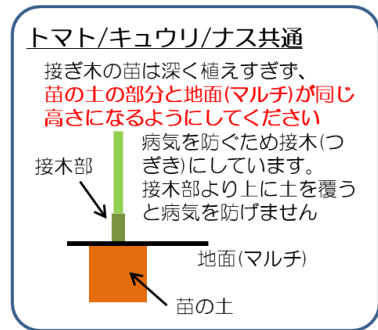 トマト/キュウリ/ナス共通
接ぎ木の苗は深く植えすぎず、
苗の土の部分と地面(マルチ)が同じ
高さになるようにしてください
病気を防ぐため接木(つ
ぎき)にしています。
接木部より上に土を覆う
と病気を防げません
接木部
地面(マルチ)
苗の土